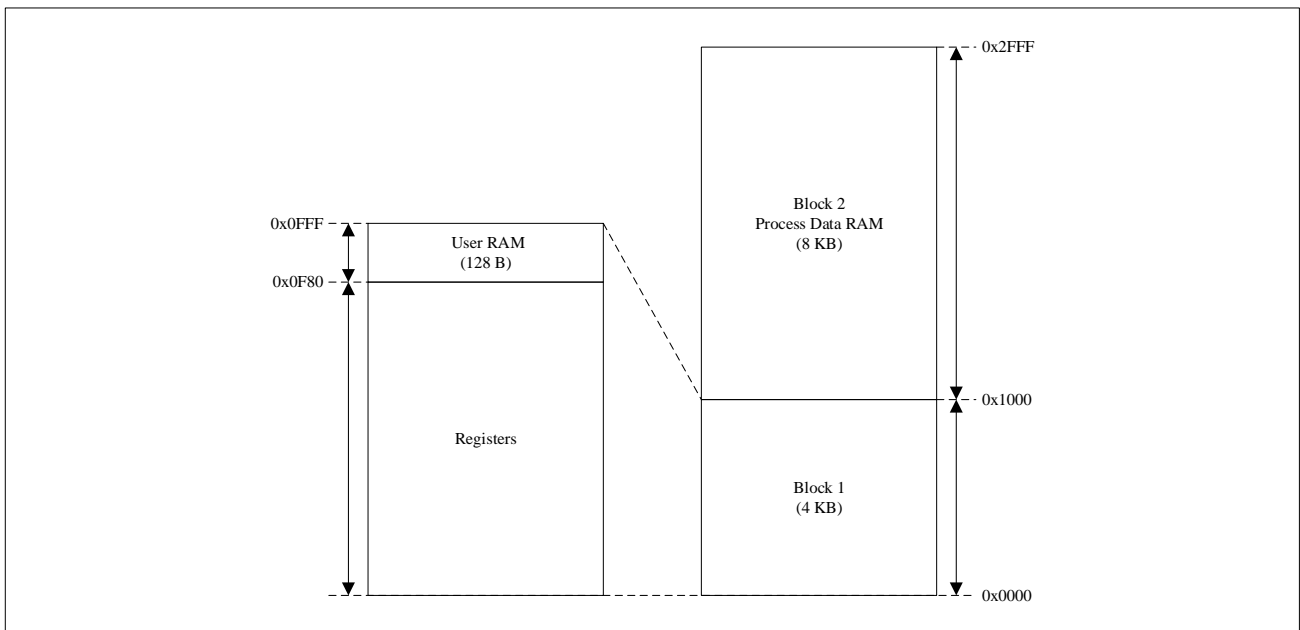 0x2FFF
Block 2
Process Data RAM
(8 KB)
0x0FFF
User RAM
(128 B)
0x0F80
0x1000
Registers
Block 1
(4 KB)
0x0000